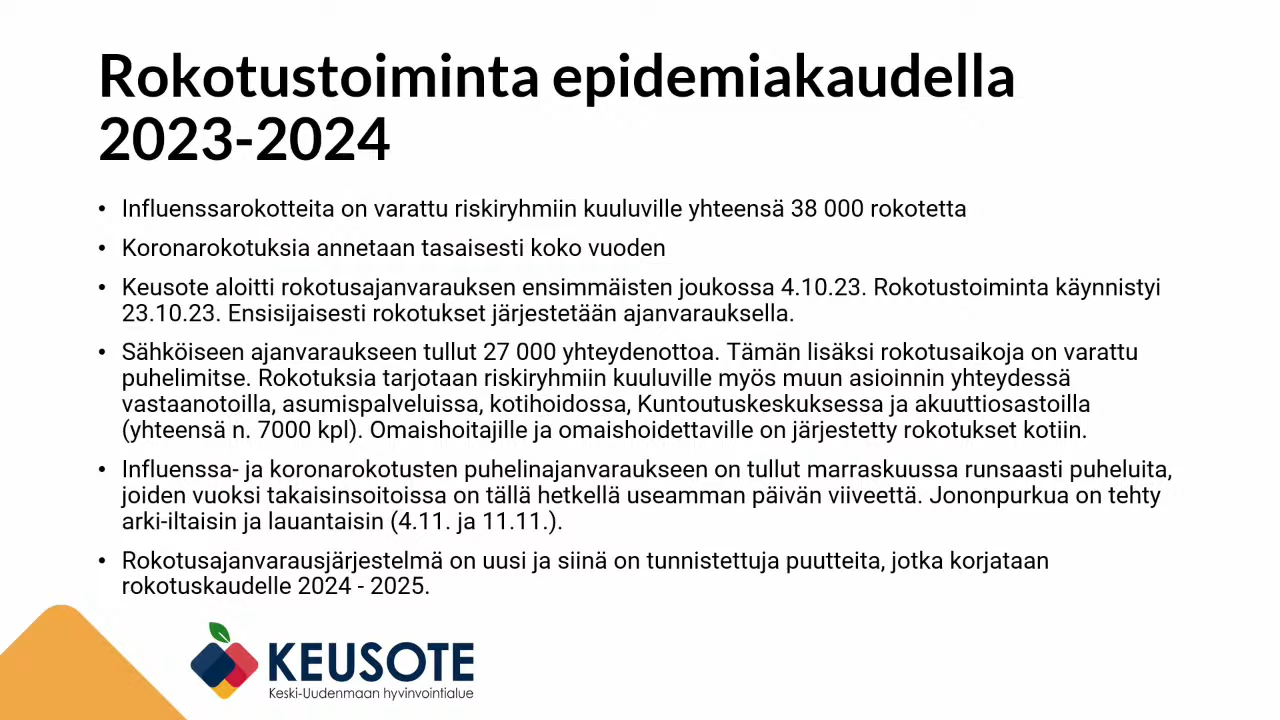 Rokotustoiminta epidemiakaudella
2023-2024
• Influenssarokotteita on varattu riskiryhmiin kuuluville yhteensä 38 000 rokotetta
• Koronarokotuksia annetaan tasaisesti koko vuoden
• Keusote aloitti rokotusajanvarauksen ensimmäisten joukossa 4.10.23. Rokotustoiminta käynnistyi
23.10.23. Ensisijaisesti rokotukset järjestetään ajanvarauksella.
• Sähköiseen ajanvaraukseen tullut 27 000 yhteydenottoa. Tämän lisäksi rokotusaikoja on varattu
puhelimitse. Rokotuksia tarjotaan riskiryhmiin kuuluville myös muun asioinnin yhteydessä
vastaanotoilla, asumispalveluissa, kotihoidossa, Kuntoutuskeskuksessa ja akuuttiosastoilla
(yhteensä n. 7000 kpl). Omaishoitajille ja omaishoidettaville on järjestetty rokotukset kotiin.
• Influenssa- ja koronarokotusten puhelinajanvaraukseen on tullut marraskuussa runsaasti puheluita,
joiden vuoksi takaisinsoitoissa on tällä hetkellä useamman päivän viiveettä. Jononpurkua on tehty
arki-iltaisin ja lauantaisin (4.11. ja 11.11.).
• Rokotusajanvarausjärjestelmä on uusi ja siinä on tunnistettuja puutteita, jotka korjataan
rokotuskaudelle 2024 - 2025.
KEUSOTE
Keski-Uudenmaan hyvinvointialue